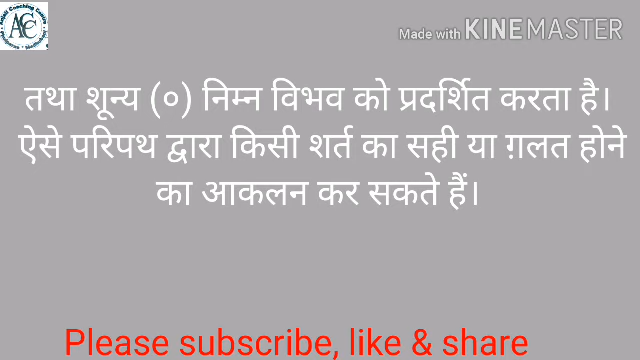 Made with KINEMASTER
तथा शून्य (०) निम्न विभव को प्रदर्शित करता है।
ऐसे परिपथ द्वारा किसी शर्त का सही या ग़लत होने
का आकलन कर सकते हैं।
Please subscribe, like & share